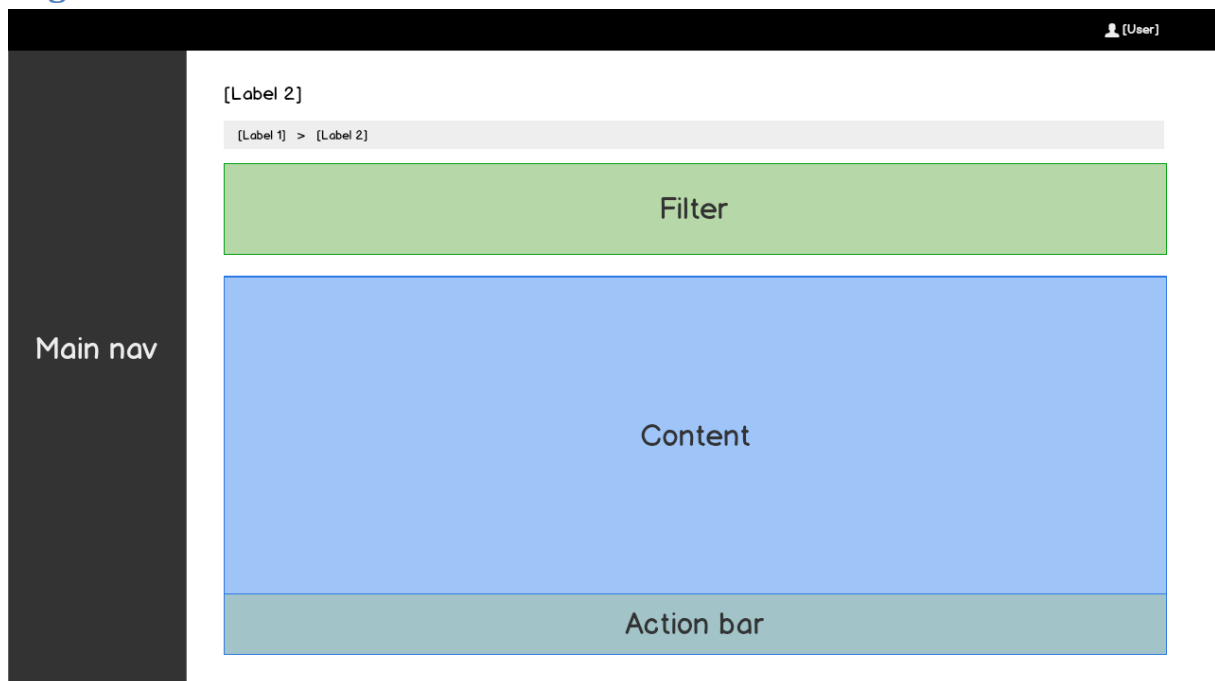 [User]
[Label 2]
[Label 1] > [Label 2]
Filter
Main nav
Content
Action bar